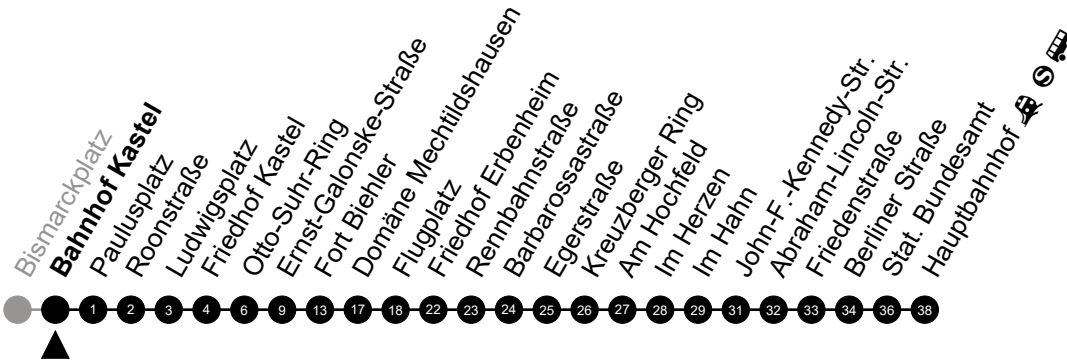 Bismarckplatz
Bahnhof Kastel
Paulusplatz
Roonstraße
Ludwigsplatz
Friedhof Kastel
Otto-Suhr-Ring
Ernst-Galonske-Straße
Fort Biehler
Domäne Mechtildshausen
Flugplatz
Friedhof Erbenheim
Rennbahnstraße
Barbarossastraße
Egerstraße
Kreuzberger Ring
Am Hochfeld
Im Herzen
Im Hahn
John-F.-Kennedy-Str.
Abraham-Lincoln-Str.
Friedenstraße
Berliner Straße
Stat. Bundesamt
Hauptbahnhof S
1 2 3 4 6 9 13 17 18 22 23 24 25 26 27 28 29 31 32 33 34 36 38